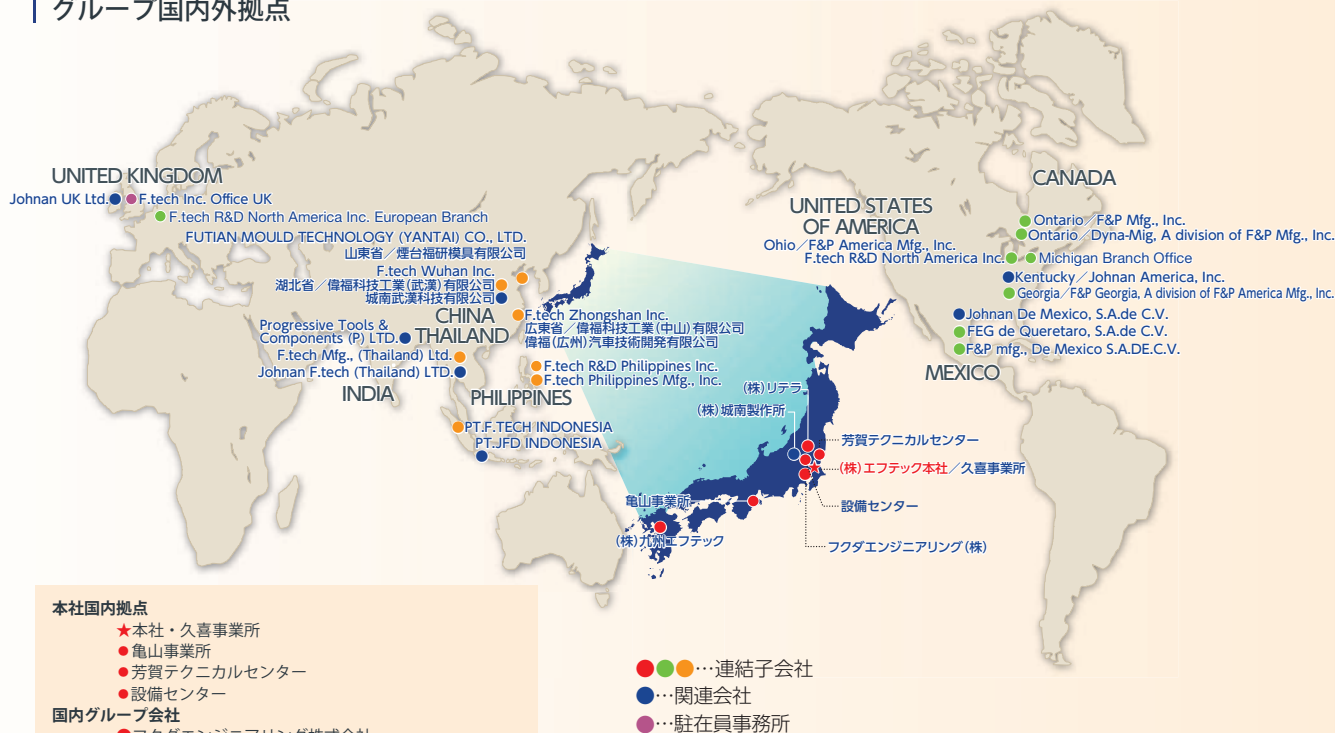 グループ国内外拠点
UNITED KINGDOM
Johnan UK Ltd.
F.tech Inc. Office UK
F.tech R&D North America Inc. European Branch
FUTIAN MOULD TECHNOLOGY (YANTAI) CO., LTD.
山東省／煙台福研模具有限公司
F.tech Wuhan Inc.
湖北省／偉福科技工業(武漢)有限公司
城南武漢科技有限公司
CHINA
F.tech Zhongshan Inc.
広東省／偉福科技工業(中山)有限公司
偉福(広州)汽車技術開発有限公司
Progressive Tools &
Components (P) LTD.
THAILAND
F.tech Mfg., (Thailand) Ltd.
Johnan F.tech (Thailand) LTD.
INDIA
F.tech R&D Philippines Inc.
F.tech Philippines Mfg., Inc.
PHILIPPINES
PT.F.TECH INDONESIA
PT.JFD INDONESIA
CANADA
Ontario／F&P Mfg., Inc.
Ontario／Dyna-Mig, A division of F&P Mfg., Inc.
UNITED STATES
OF AMERICA
Ohio／F&P America Mfg., Inc.
F.tech R&D North America Inc.
Michigan Branch Office
Kentucky／Johnan America, Inc.
Georgia／F&P Georgia, A division of F&P America Mfg., Inc.
Johnan De Mexico, S.A.de C.V.
FEG de Queretaro, S.A.de C.V.
F&P mfg., De Mexico S.A.DE.C.V.
MEXICO
(株)リテラ
(株)城南製作所
芳賀テクニカルセンター
(株)エフテック本社／久喜事業所
設備センター
フクダエンジニアリング(株)
亀山事業所
(株)九州エフテック
本社国内拠点
★本社・久喜事業所
●亀山事業所
●芳賀テクニカルセンター
●設備センター
国内グループ会社
●フクダエンジニアリング株式会社
●●●…連結子会社
●…関連会社
●…駐在員事務所